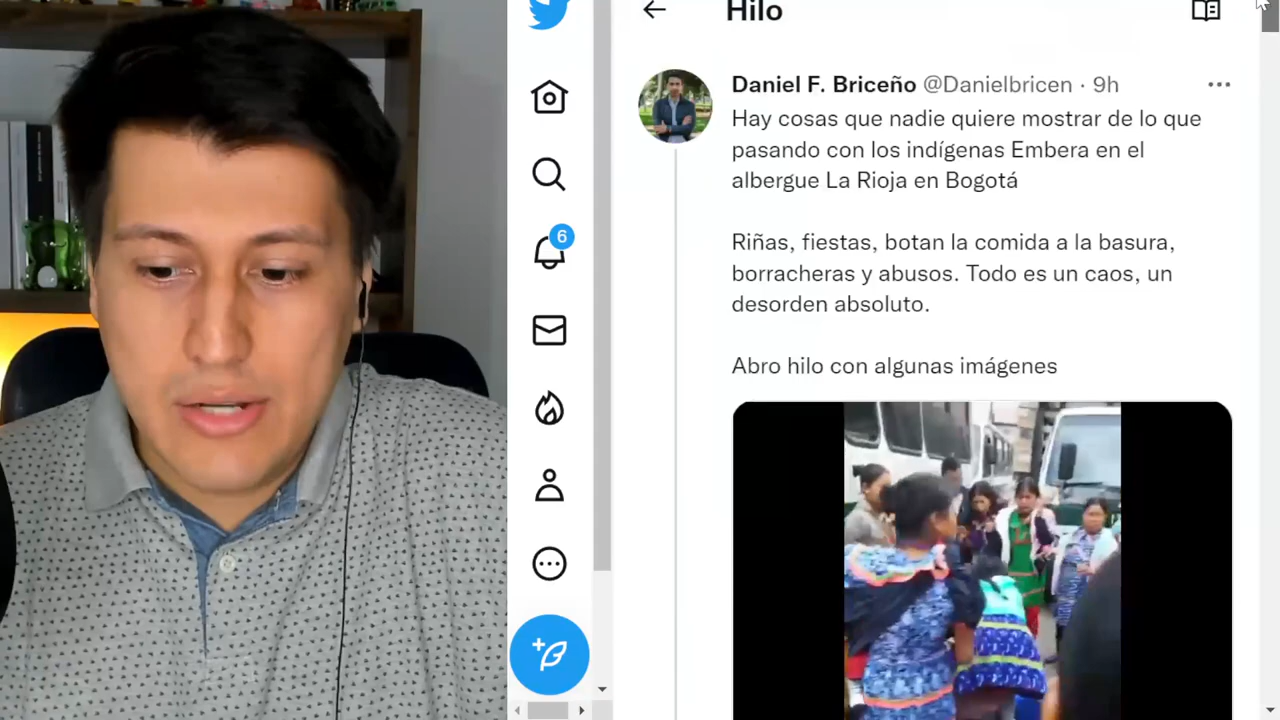 Hilo
Daniel F. Briceño @Danielbricen · 9h
Hay cosas que nadie quiere mostrar de lo que
pasando con los indígenas Embera en el
albergue La Rioja en Bogotá
Riñas, fiestas, botan la comida a la basura,
borracheras y abusos. Todo es un caos, un
desorden absoluto.
Abro hilo con algunas imágenes
6